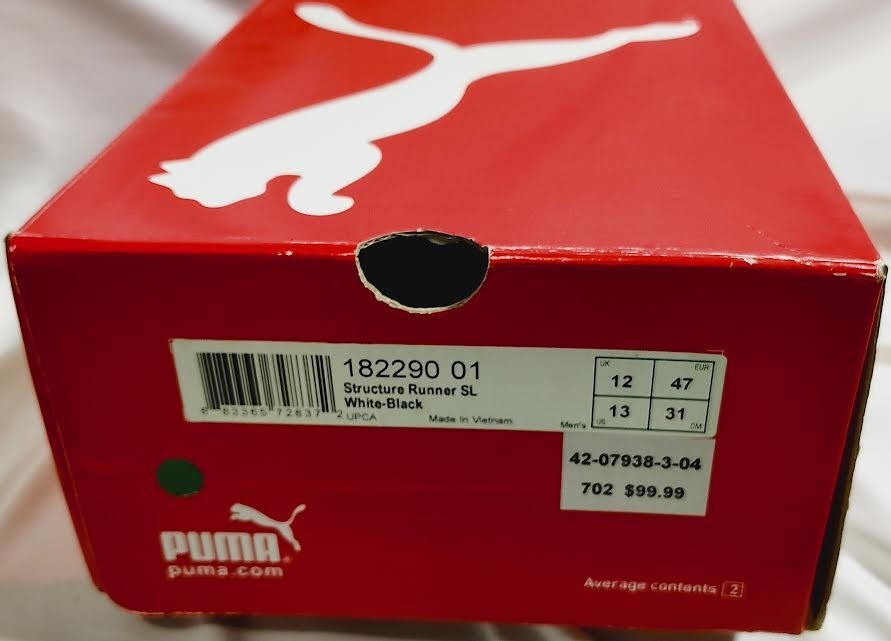 182290 01
Structure Runner SL
White-Black
8 83365 72837 2 UPCA
Made In Vietnam
Men's
UK 12
47 EUR
13 US
31 CM
42-07938-3-04
702 $99.99
PUMA
puma.com
Average contents 2